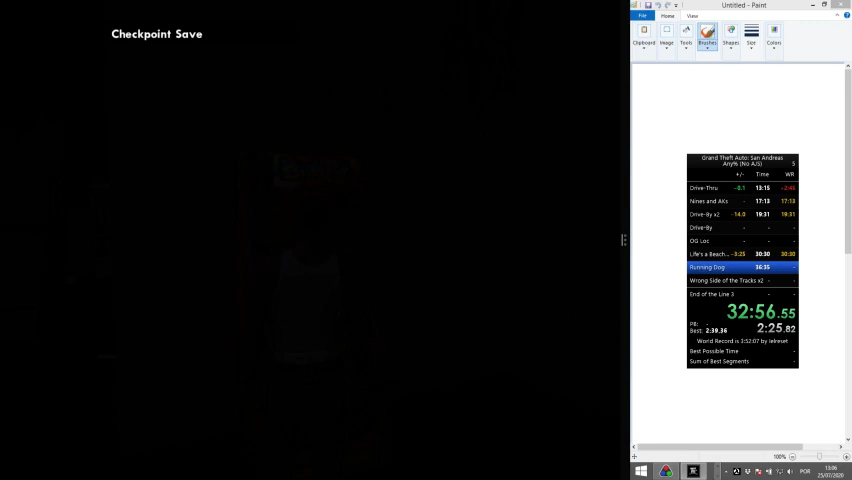 Checkpoint Save
Untitled - Paint
File Home View
Clipboard Image Tools Brushes Shapes Size Colors
Grand Theft Auto: San Andreas
Any% (No A/S) 5
+/- Time WR
Drive-Thru −0.1 13:15 +2:45
Nines and AKs - 17:13 17:13
Drive-By x2 −14.0 19:31 19:31
Drive-By - - -
OG Loc - - -
Life's a Beach... −3:25 30:30 30:30
Running Dog 36:35 -
Wrong Side of the Tracks x2 - -
End of the Line 3 - -
32:56.55
PB: -
Best: 2:39.36 2:25.82
World Record is 3:52:07 by lelreset
Best Possible Time -
Sum of Best Segments -
100%
POR
13:06
25/07/2020